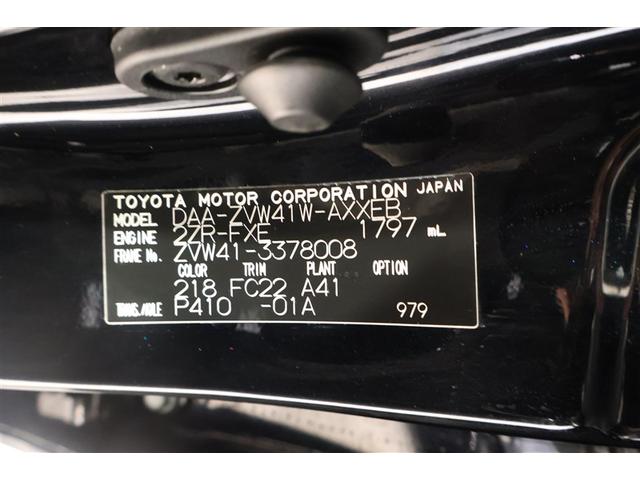 TOYOTA MOTOR CORPORATION JAPAN
MODEL DAA-ZVW41W-AXXEB
ENGINE 2ZR-FXE 1797 mL
FRAME No. ZVW41-3378008
COLOR TRIM PLANT OPTION
218 FC22 A41
TRANS./AXLE P410 -01A 979